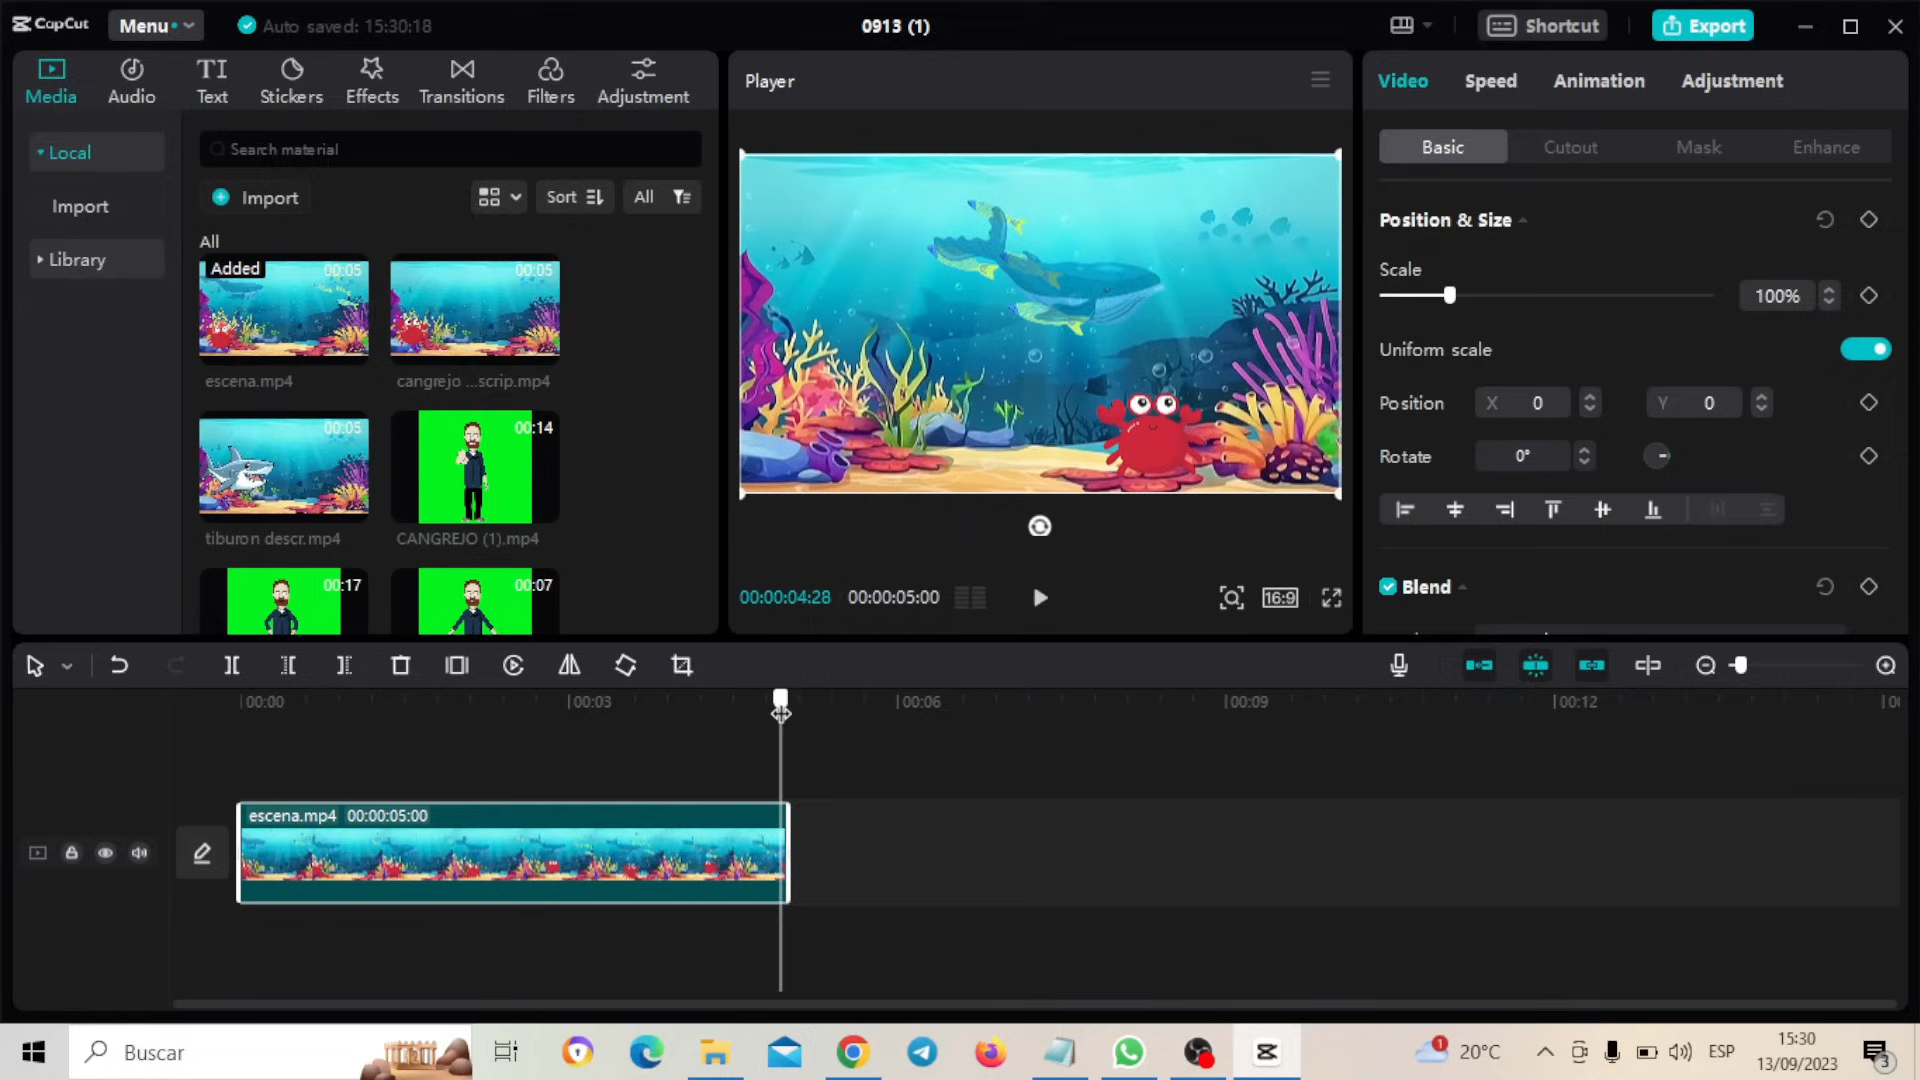 CapCut
Menu
Auto saved: 15:30:18
0913 (1)
Shortcut
Export
Media
Audio
TI
Text
Stickers
Effects
Transitions
Filters
Adjustment
Local
Import
Library
Search material
Import
Sort
All
All
Added
00:05
escena.mp4
00:05
cangrejo ...scrip.mp4
00:05
tiburon descr.mp4
00:14
CANGREJO (1).mp4
00:17
00:07
Player
00:00:04:28
00:00:05:00
16:9
Video
Speed
Animation
Adjustment
Basic
Cutout
Mask
Enhance
Position & Size
Scale
100%
Uniform scale
Position
X 0
Y 0
Rotate
0°
Blend
00:00
00:03
00:06
00:09
00:12
escena.mp4 00:00:05:00
Buscar
1
20°C
ESP
15:30
13/09/2023
3